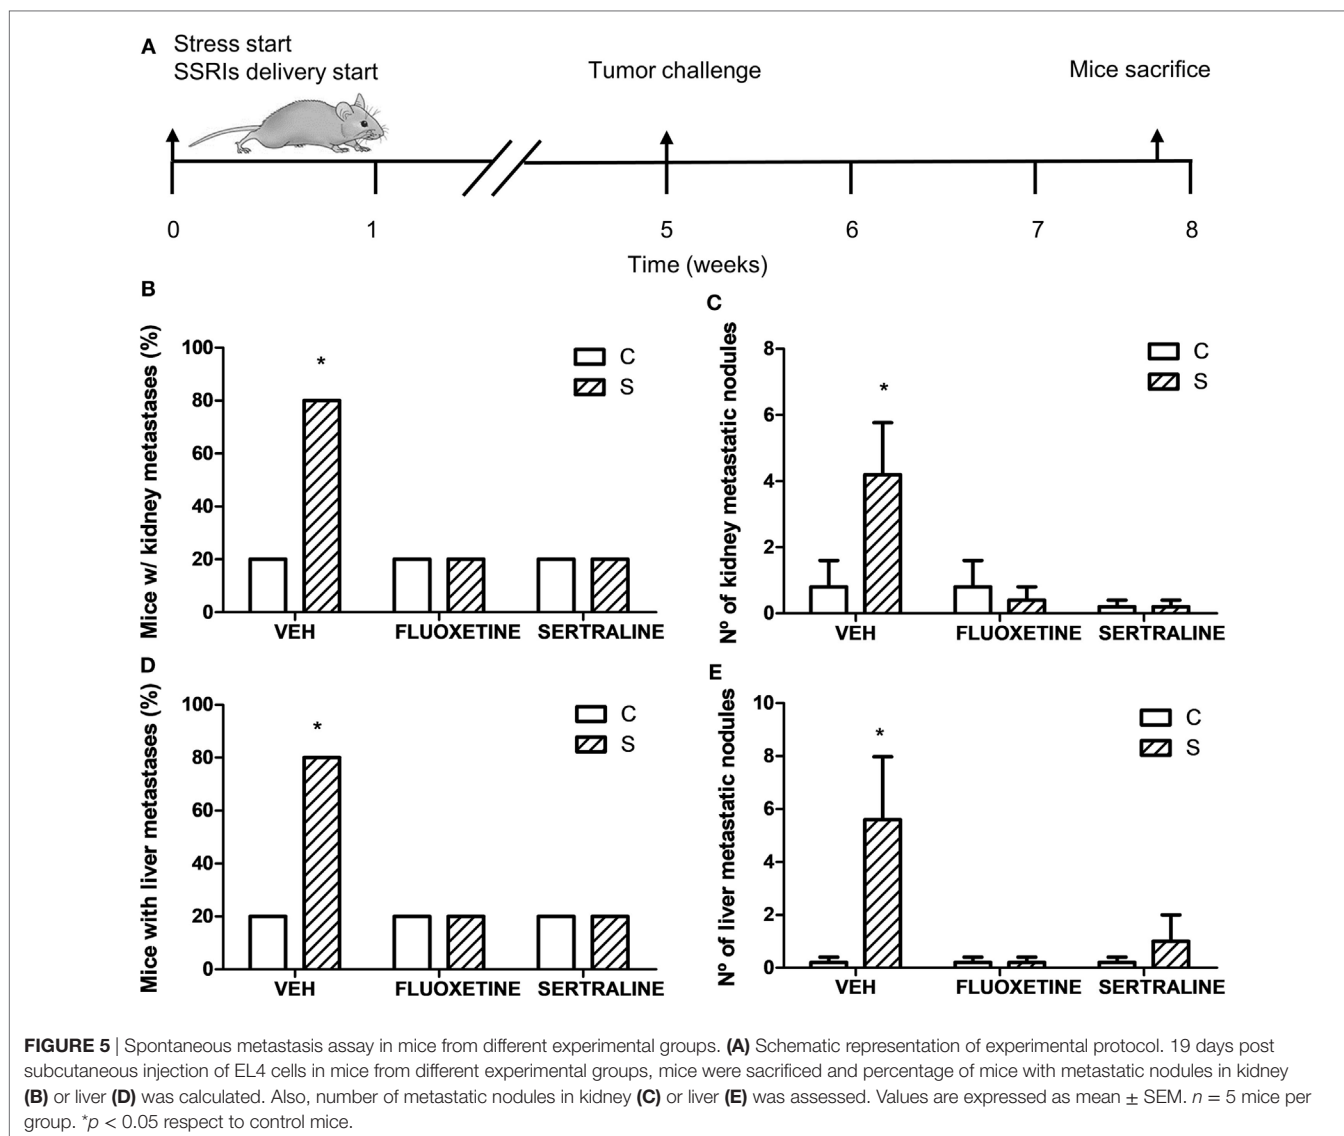 A
Stress start
SSRIs delivery start
Tumor challenge
Mice sacrifice
0 1 5 6 7 8
Time (weeks)
B
Mice w/ kidney metastases (%)
100
80
60
40
20
0
*
C
S
VEH FLUOXETINE SERTRALINE
C
Nº of kidney metastatic nodules
8
6
4
2
0
*
C
S
VEH FLUOXETINE SERTRALINE
D
Mice with liver metastases (%)
100
80
60
40
20
0
*
C
S
VEH FLUOXETINE SERTRALINE
E
Nº of liver metastatic nodules
10
8
6
4
2
0
*
C
S
VEH FLUOXETINE SERTRALINE
FIGURE 5 | Spontaneous metastasis assay in mice from different experimental groups. (A) Schematic representation of experimental protocol. 19 days post
subcutaneous injection of EL4 cells in mice from different experimental groups, mice were sacrificed and percentage of mice with metastatic nodules in kidney
(B) or liver (D) was calculated. Also, number of metastatic nodules in kidney (C) or liver (E) was assessed. Values are expressed as mean ± SEM. n = 5 mice per
group. *p < 0.05 respect to control mice.